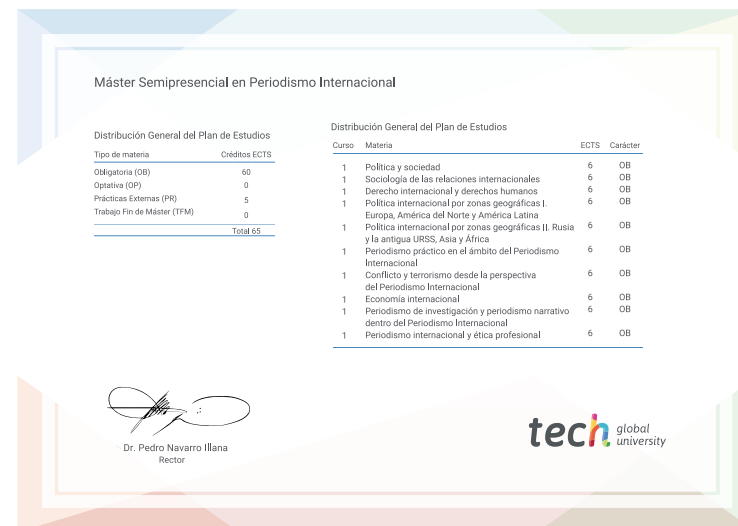 Máster Semipresencial en Periodismo Internacional
Distribución General del Plan de Estudios
Tipo de materia Créditos ECTS
Obligatoria (OB) 60
Optativa (OP) 0
Prácticas Externas (PR) 5
Trabajo Fin de Máster (TFM) 0
Total 65
Distribución General del Plan de Estudios
Curso Materia ECTS Carácter
1 Política y sociedad 6 OB
1 Sociología de las relaciones internacionales 6 OB
1 Derecho internacional y derechos humanos 6 OB
1 Política internacional por zonas geográficas I. 6 OB
Europa, América del Norte y América Latina
1 Política internacional por zonas geográficas II. Rusia 6 OB
y la antigua URSS, Asia y África
1 Periodismo práctico en el ámbito del Periodismo 6 OB
Internacional
1 Conflicto y terrorismo desde la perspectiva 6 OB
del Periodismo Internacional
1 Economía internacional 6 OB
1 Periodismo de investigación y periodismo narrativo 6 OB
dentro del Periodismo Internacional
1 Periodismo internacional y ética profesional 6 OB
Dr. Pedro Navarro Illana
Rector
tech global
university